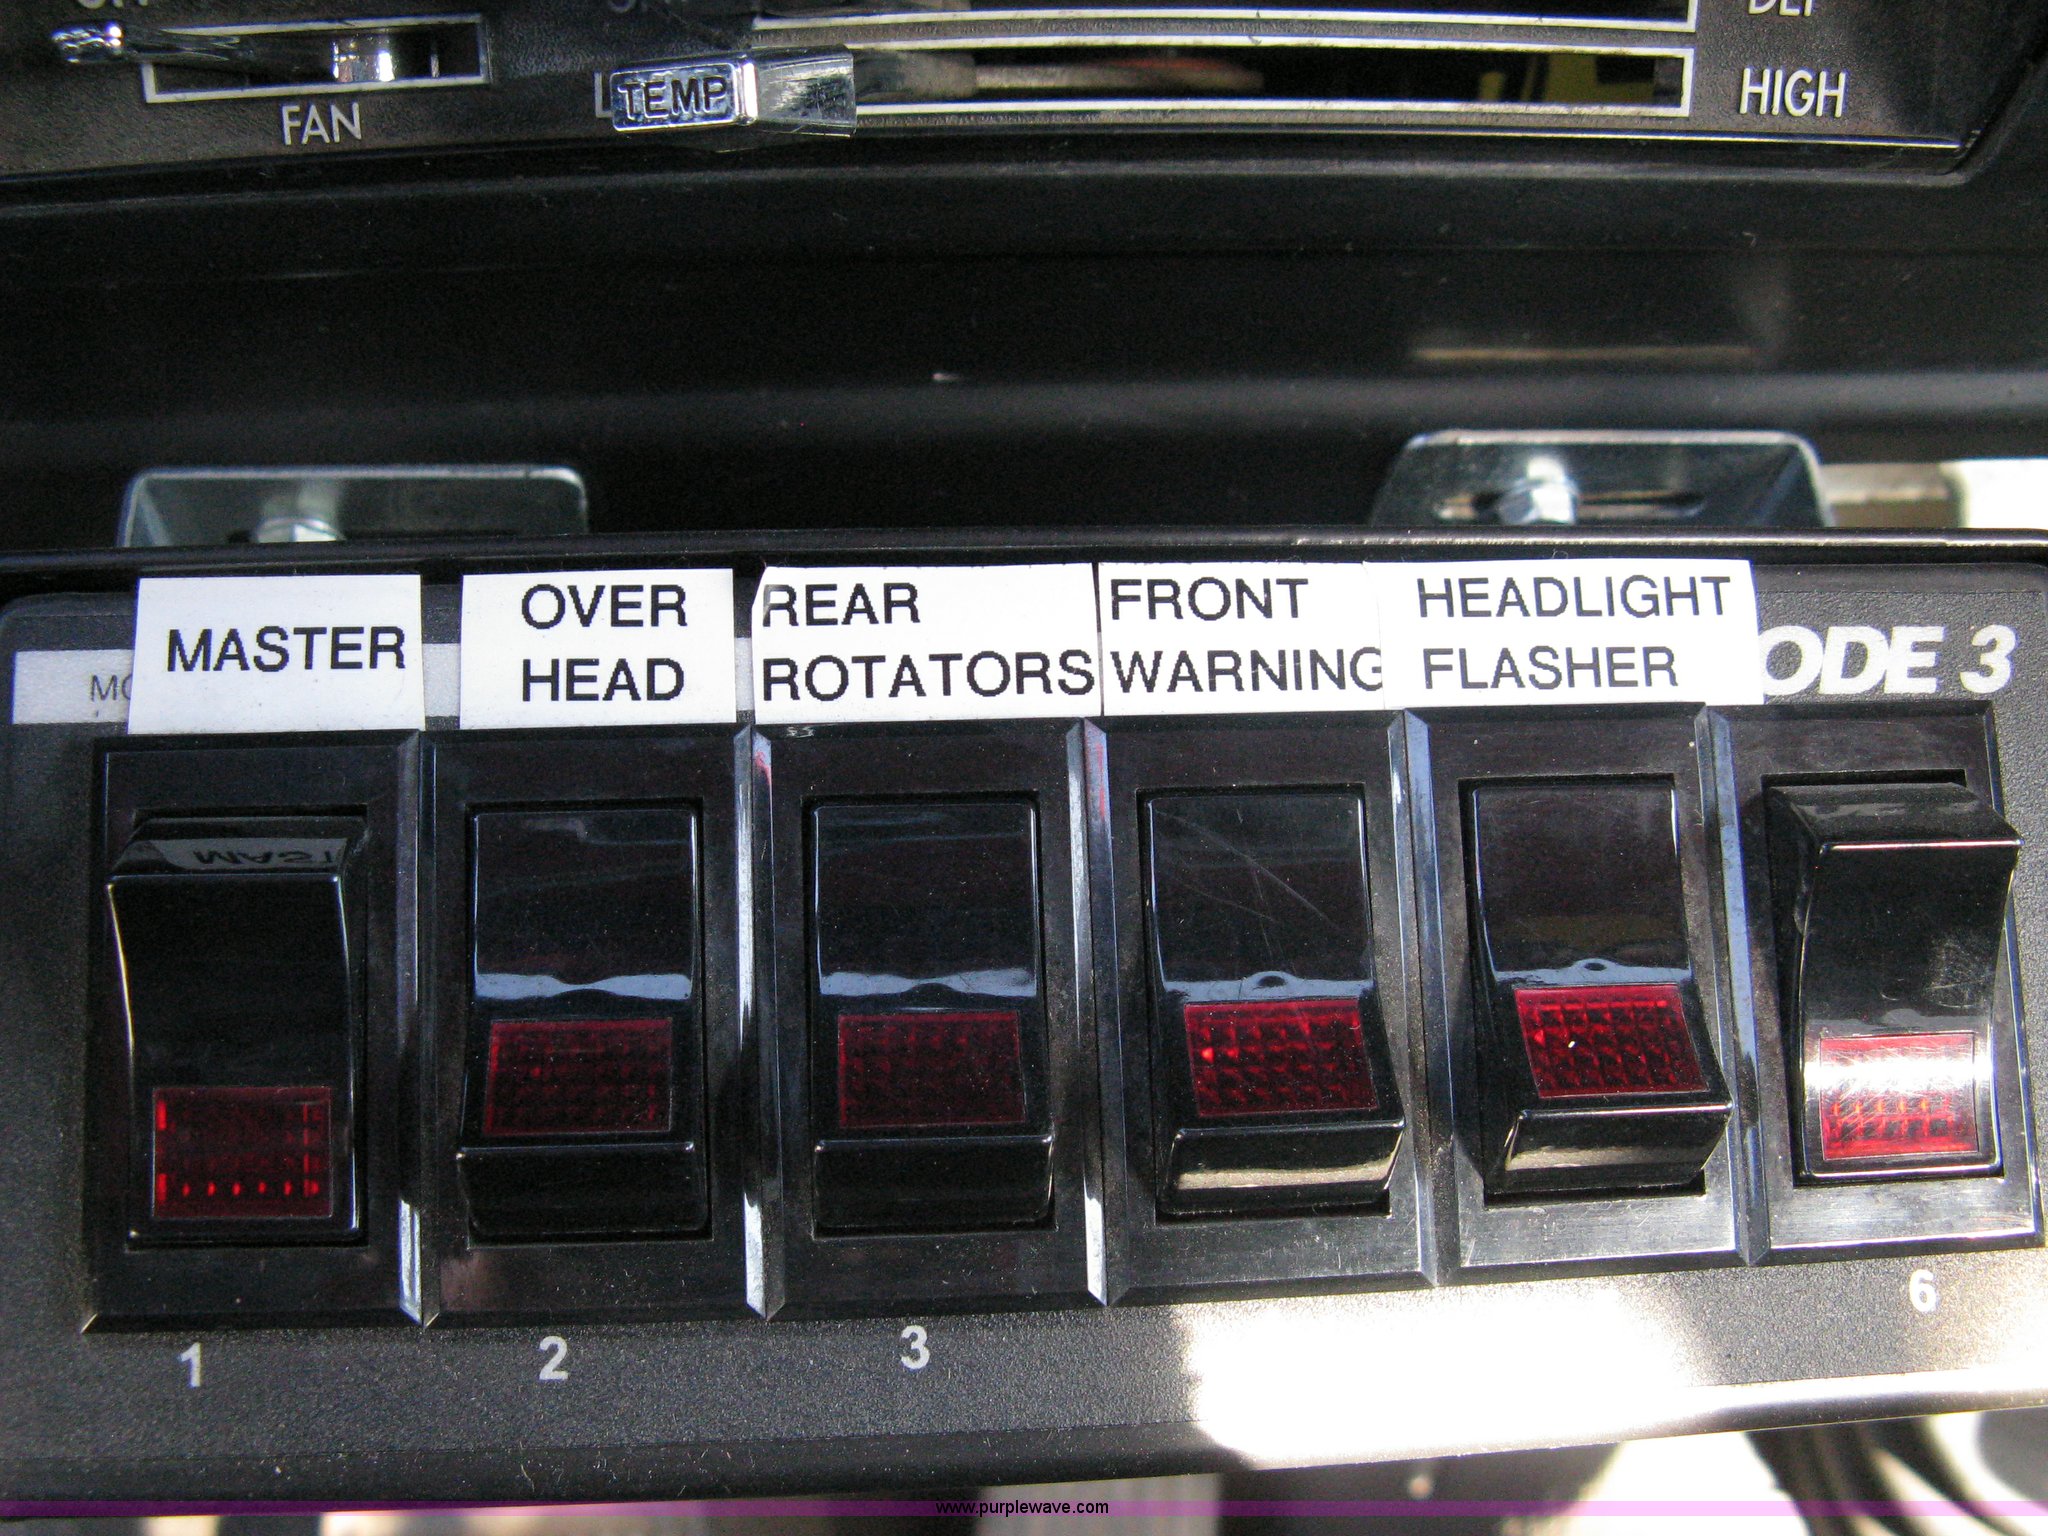 FAN
TEMP
HIGH
MASTER
OVER
HEAD
REAR
ROTATORS
FRONT
WARNING
HEADLIGHT
FLASHER
ODE 3
1
2
3
6
www.purplewave.com